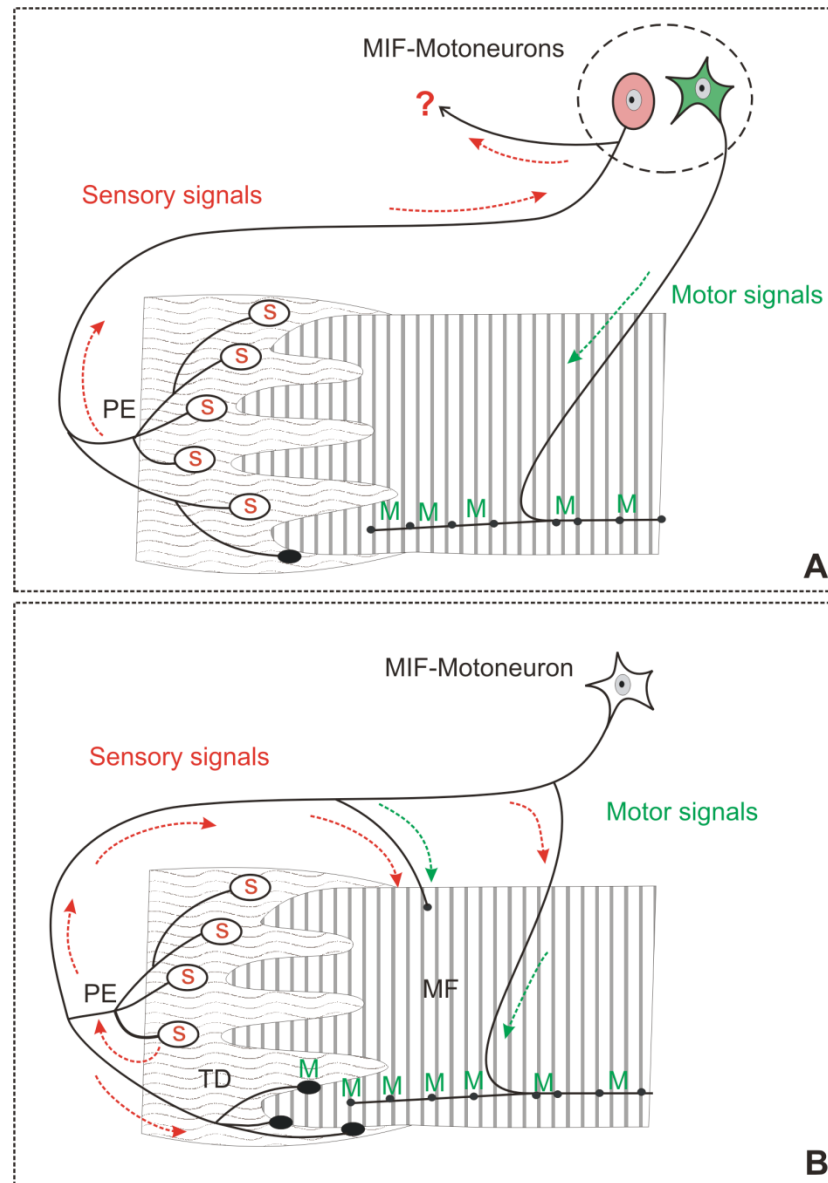 MIF-Motoneurons
?
Sensory signals
Motor signals
S
S
PE
S
S
S
M M M M M
A
MIF-Motoneuron
Sensory signals
Motor signals
S
S
S
PE
MF
S
TD
M
M M M M M M
B